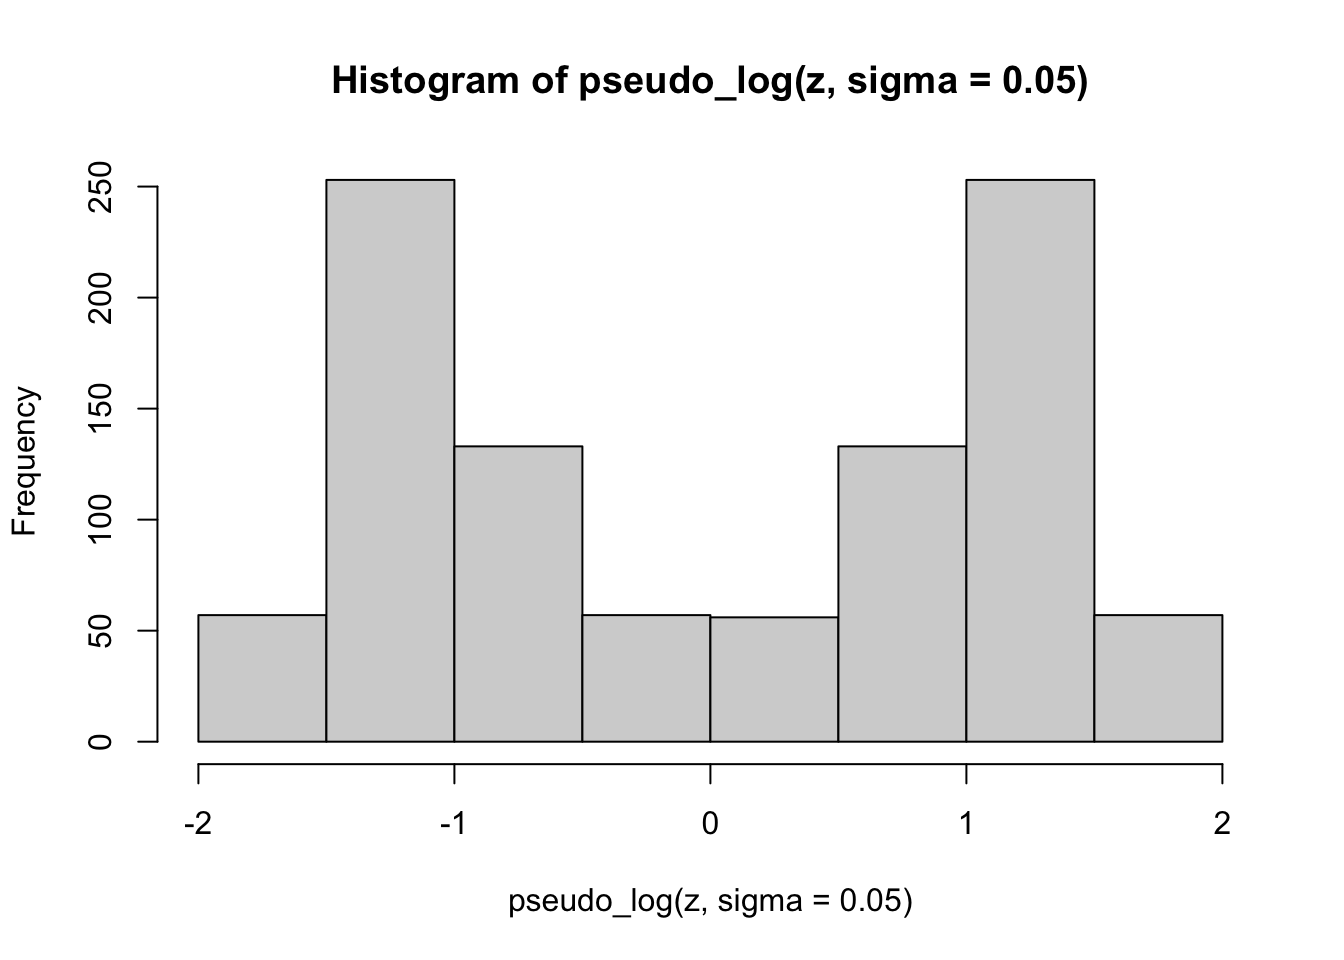 Histogram of pseudo_log(z, sigma = 0.05)
Frequency
250
200
150
100
50
0
-2 -1 0 1 2
pseudo_log(z, sigma = 0.05)